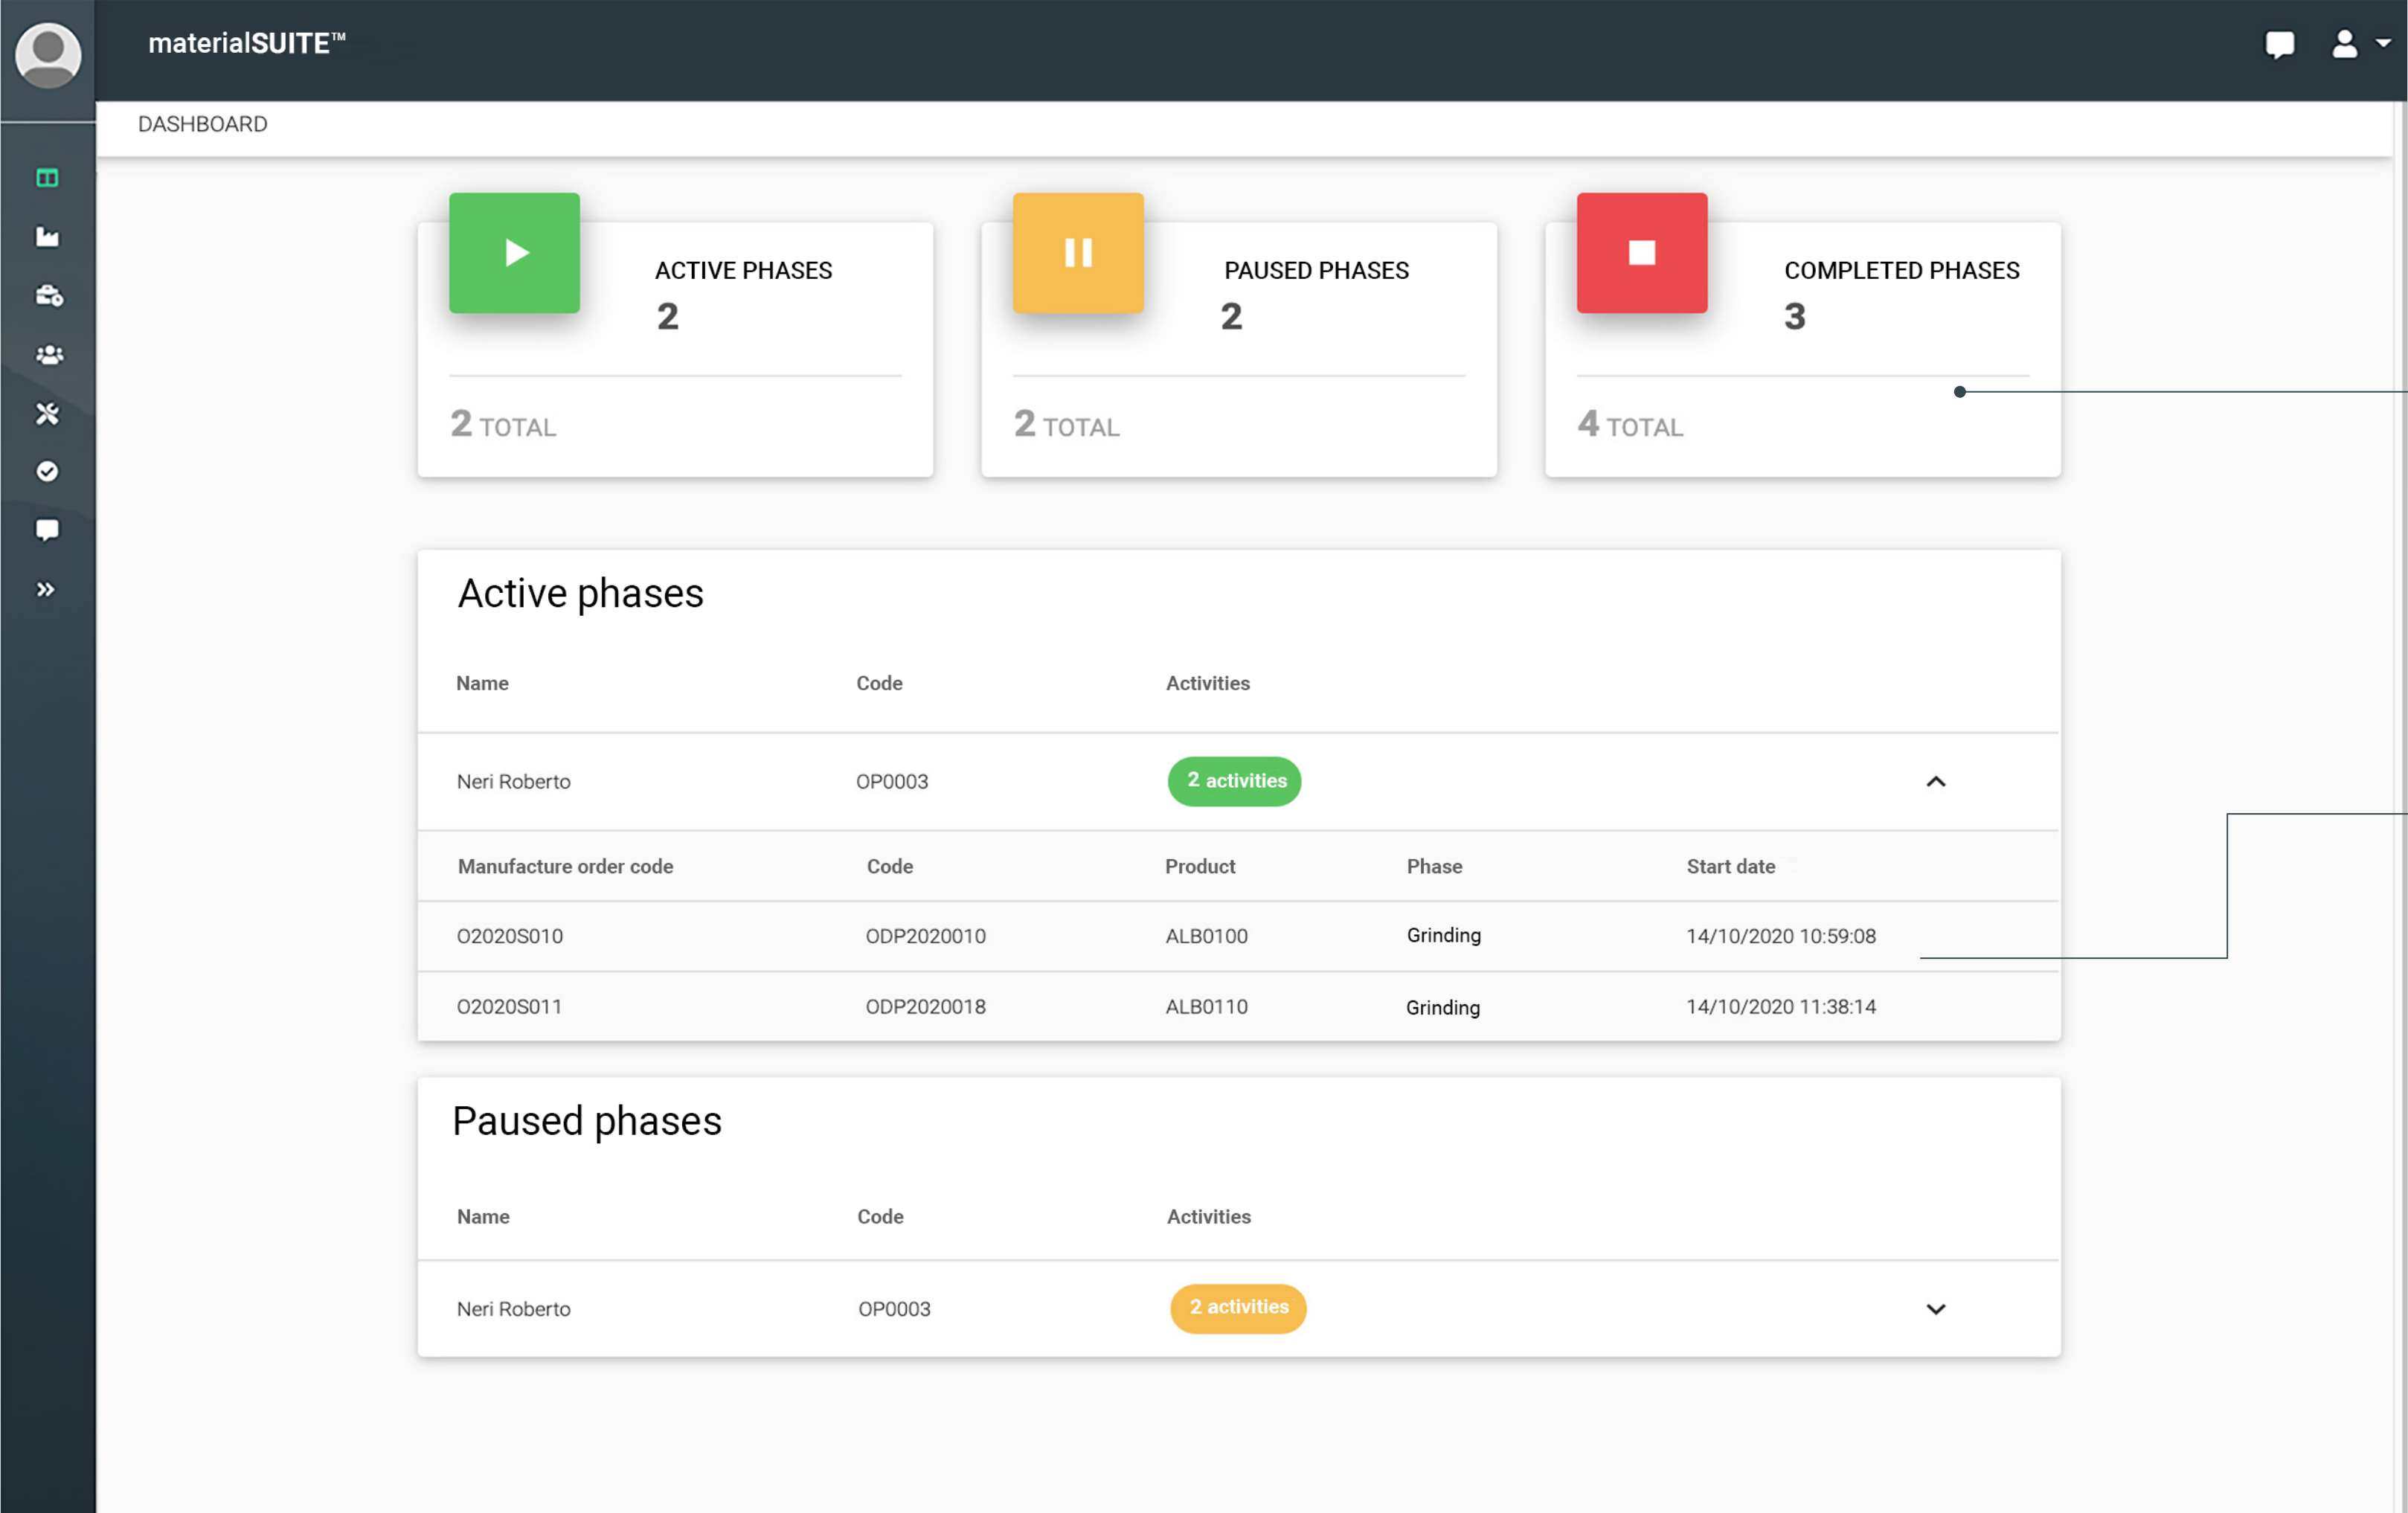 materialSUITE™
DASHBOARD
ACTIVE PHASES
2
2 TOTAL
PAUSED PHASES
2
2 TOTAL
COMPLETED PHASES
3
4 TOTAL
Active phases
Name Code Activities
Neri Roberto OP0003 2 activities
Manufacture order code Code Product Phase Start date
O2020S010 ODP2020010 ALB0100 Grinding 14/10/2020 10:59:08
O2020S011 ODP2020018 ALB0110 Grinding 14/10/2020 11:38:14
Paused phases
Name Code Activities
Neri Roberto OP0003 2 activities